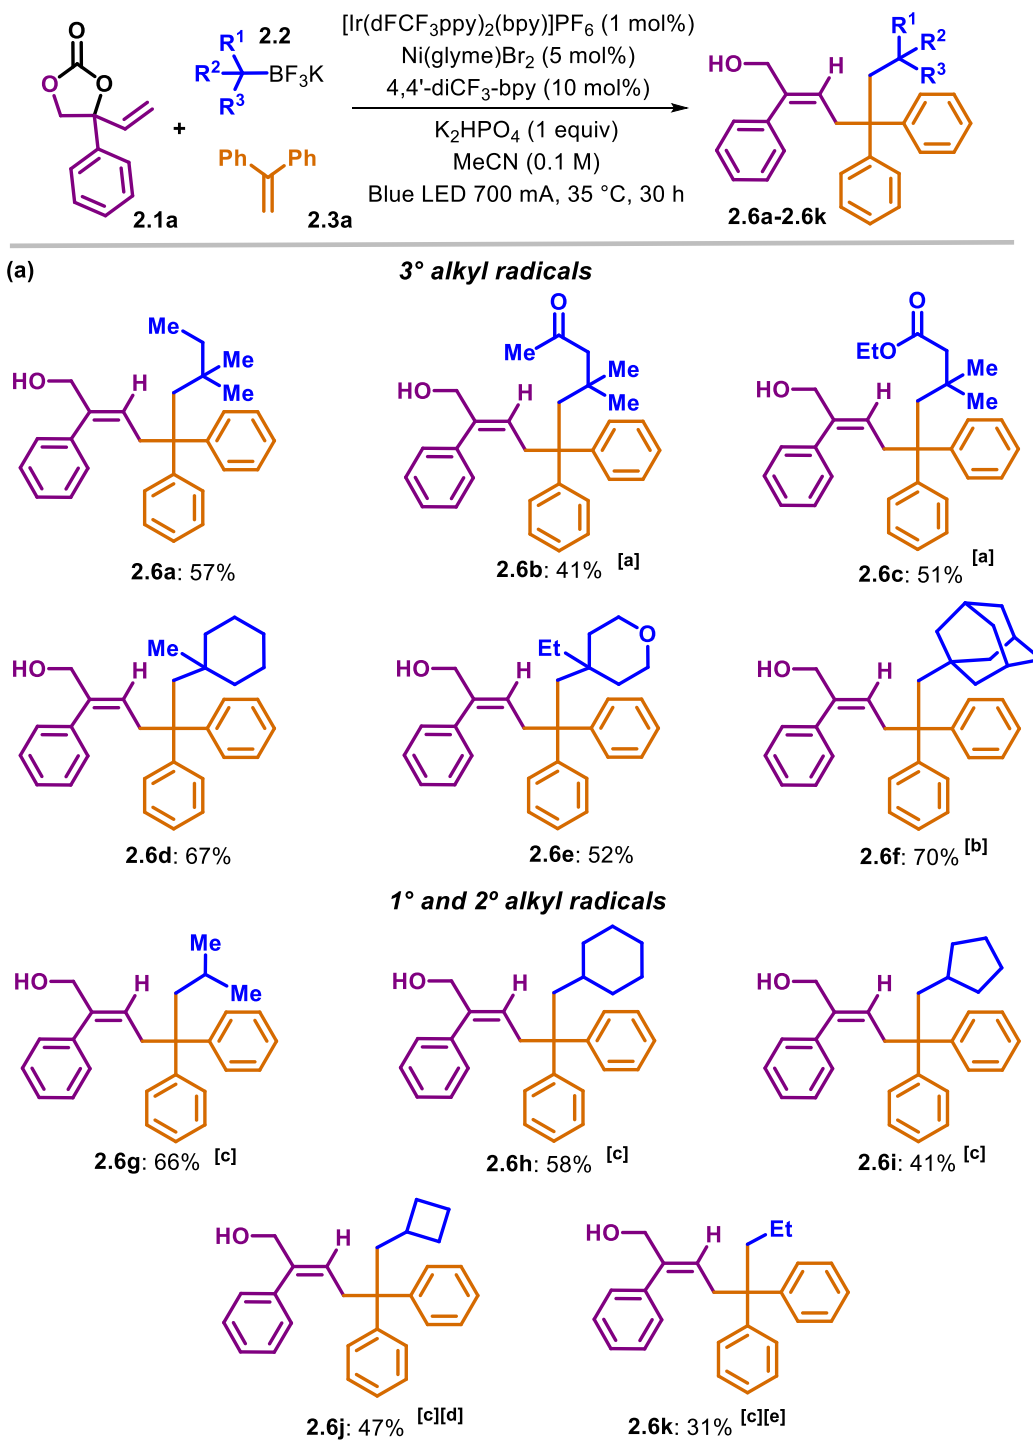 O
O
O
2.1a
+
R1
R2
R3
BF3K
2.2
Ph Ph
2.3a
[Ir(dFCF3ppy)2(bpy)]PF6 (1 mol%)
Ni(glyme)Br2 (5 mol%)
4,4'-diCF3-bpy (10 mol%)
K2HPO4 (1 equiv)
MeCN (0.1 M)
Blue LED 700 mA, 35 °C, 30 h
HO
H
R1
R2
R3
2.6a-2.6k
(a)
3° alkyl radicals
Me
Me
Me
HO
H
2.6a: 57%
O
Me
Me
Me
HO
H
2.6b: 41% [a]
O
EtO
Me
Me
HO
H
2.6c: 51% [a]
Me
HO
H
2.6d: 67%
Et
O
HO
H
2.6e: 52%
HO
H
2.6f: 70% [b]
1° and 2º alkyl radicals
Me
Me
HO
H
2.6g: 66% [c]
HO
H
2.6h: 58% [c]
HO
H
2.6i: 41% [c]
HO
H
2.6j: 47% [c][d]
Et
HO
H
2.6k: 31% [c][e]